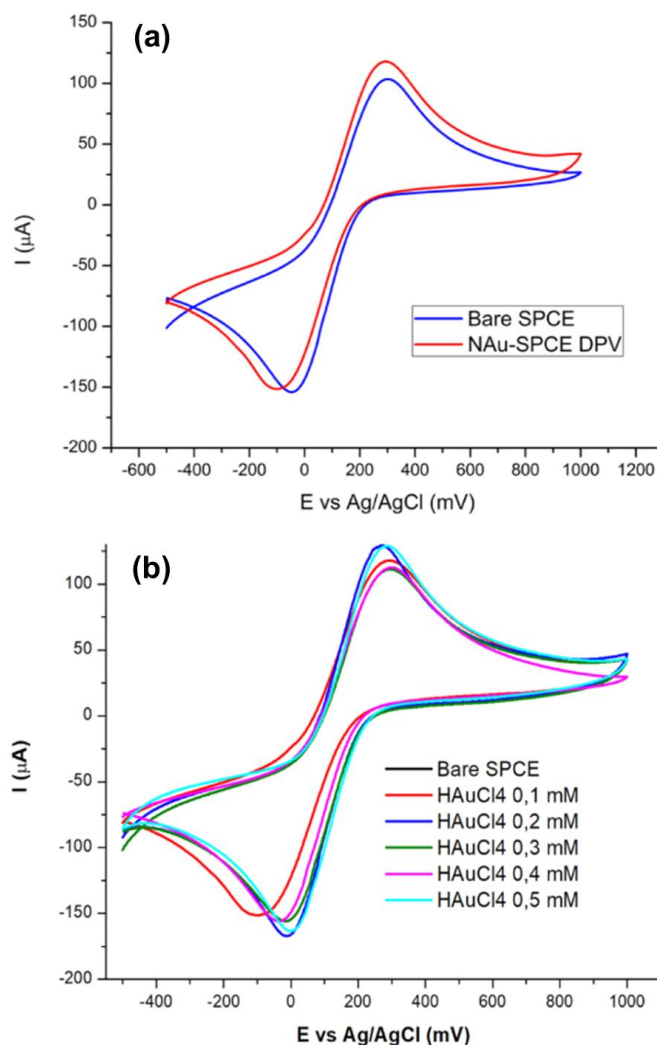 (a)
100
50
0
-50
-100
-150
-200
I (µA)
Bare SPCE
NAu-SPCE DPV
-600 -400 -200 0 200 400 600 800 1000 1200
E vs Ag/AgCl (mV)
(b)
100
50
0
-50
-100
-150
-200
I (µA)
Bare SPCE
HAuCl4 0,1 mM
HAuCl4 0,2 mM
HAuCl4 0,3 mM
HAuCl4 0,4 mM
HAuCl4 0,5 mM
-400 -200 0 200 400 600 800 1000
E vs Ag/AgCl (mV)